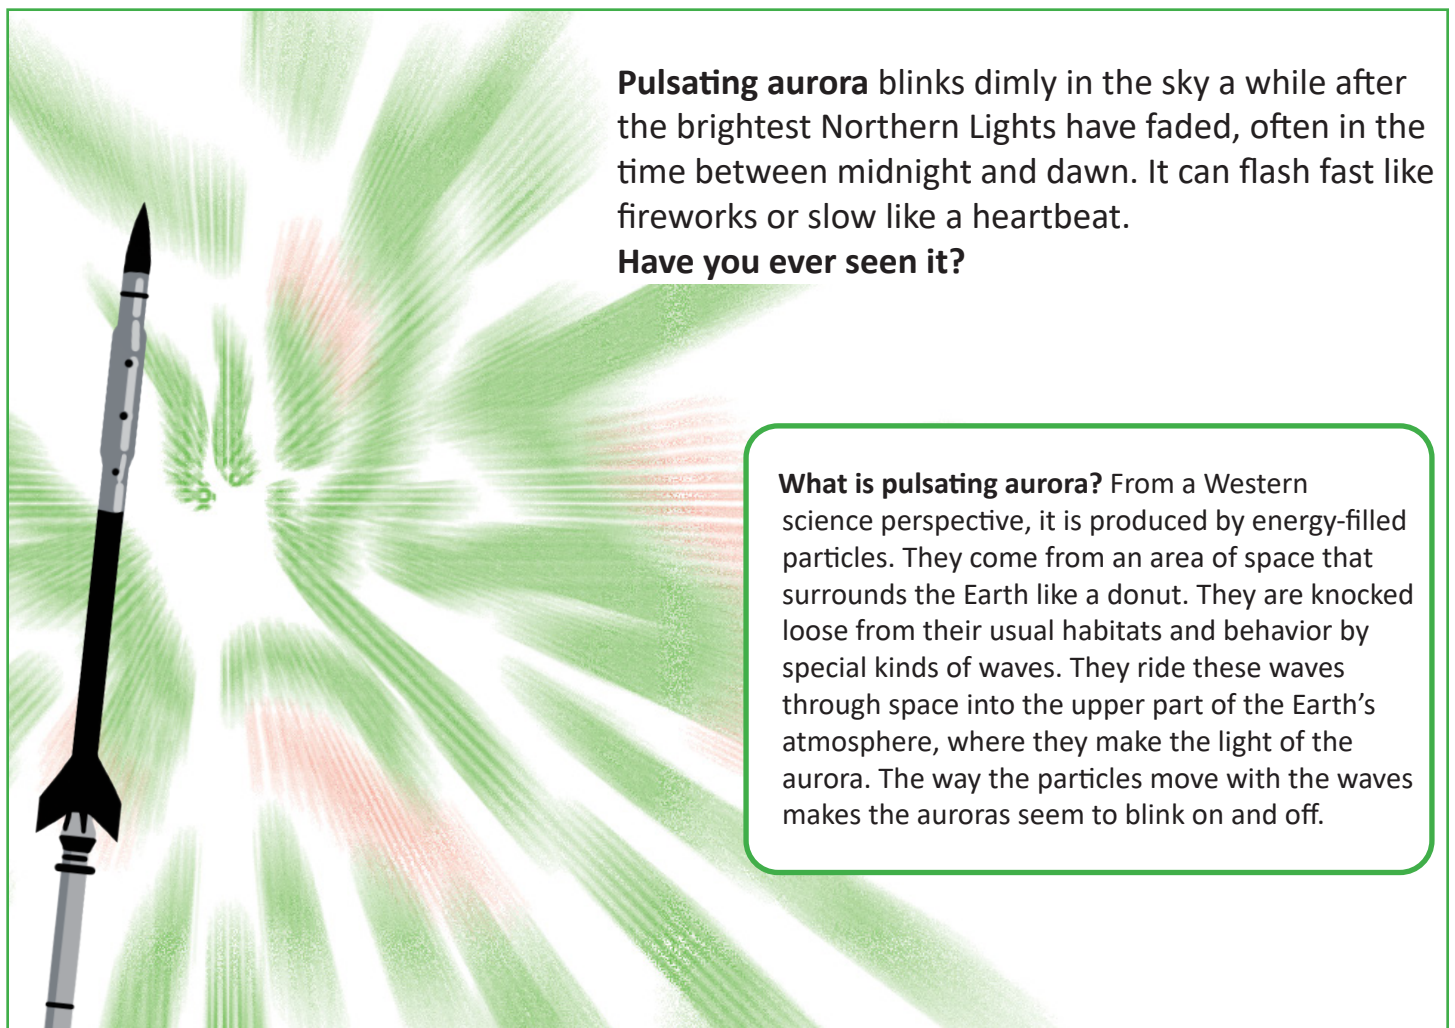 Pulsating aurora blinks dimly in the sky a while after
the brightest Northern Lights have faded, often in the
time between midnight and dawn. It can flash fast like
fireworks or slow like a heartbeat.
Have you ever seen it?
What is pulsating aurora? From a Western
science perspective, it is produced by energy-filled
particles. They come from an area of space that
surrounds the Earth like a donut. They are knocked
loose from their usual habitats and behavior by
special kinds of waves. They ride these waves
through space into the upper part of the Earth’s
atmosphere, where they make the light of the
aurora. The way the particles move with the waves
makes the auroras seem to blink on and off.